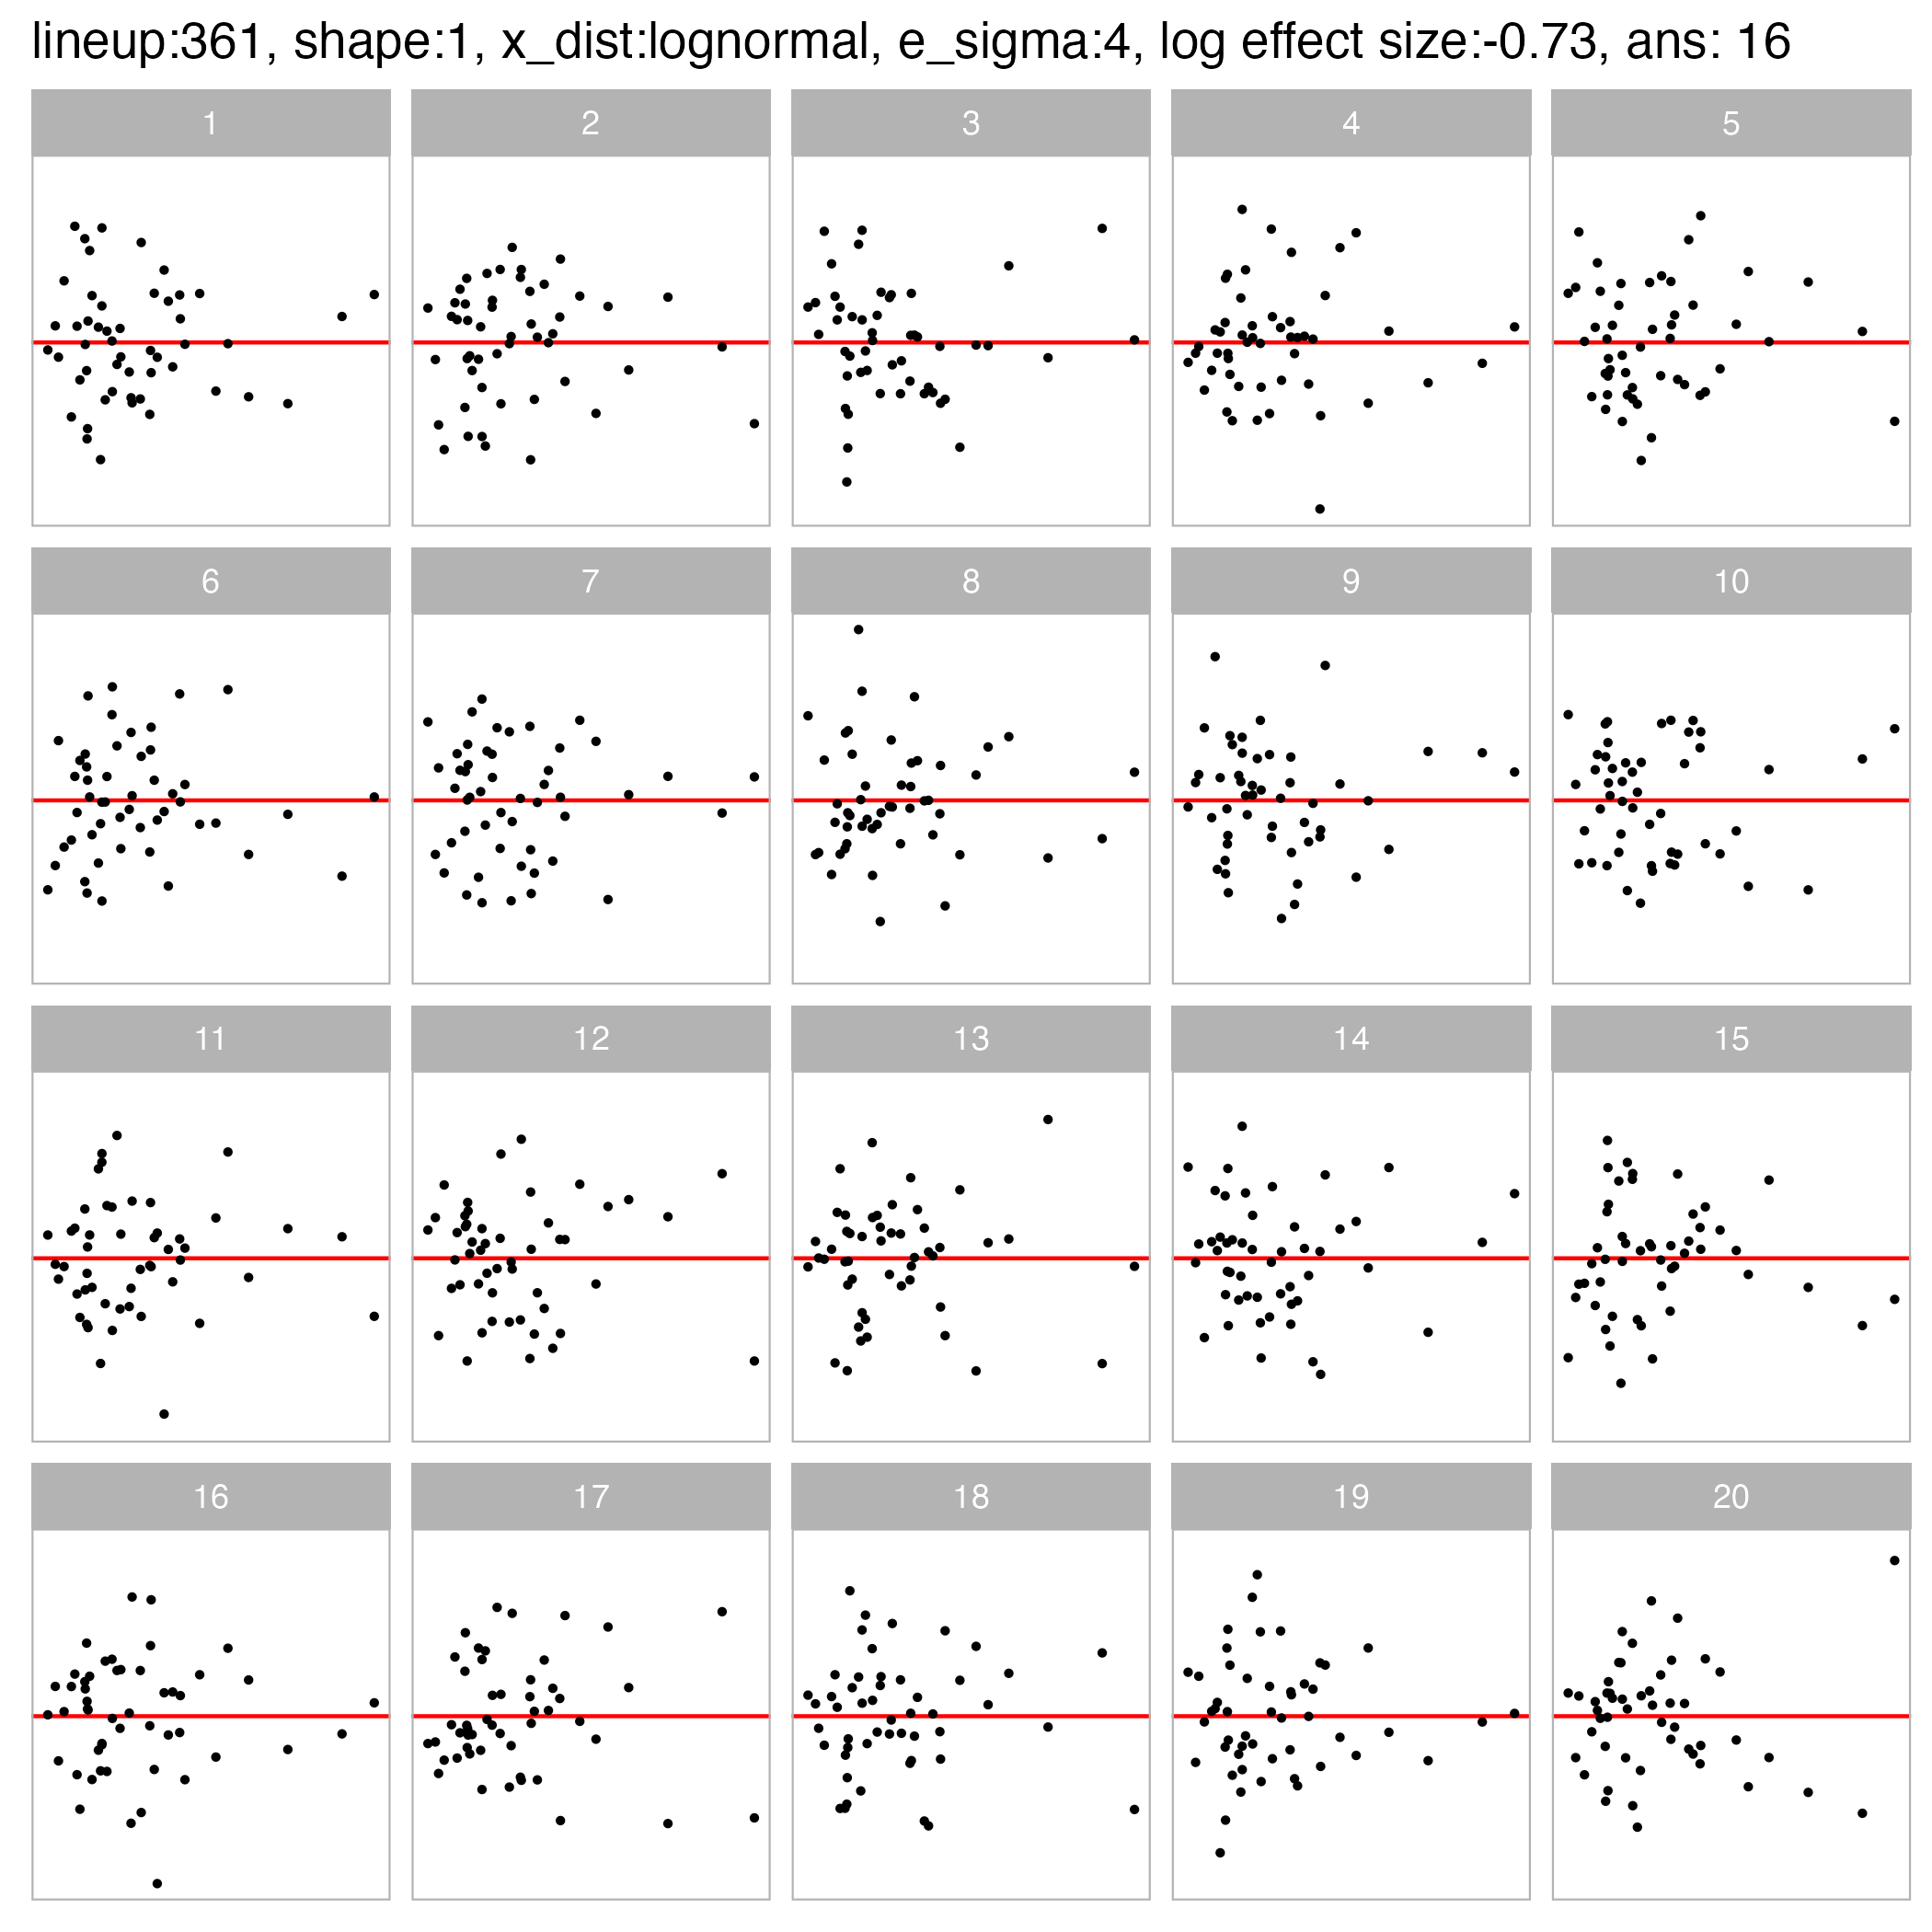 lineup:361, shape:1, x_dist:lognormal, e_sigma:4, log effect size:-0.73, ans: 16
1 2 3 4 5
6 7 8 9 10
11 12 13 14 15
16 17 18 19 20